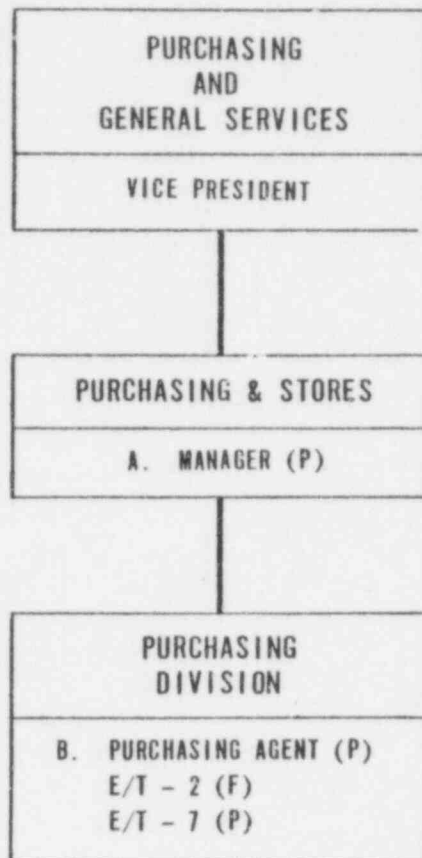 PURCHASING
AND
GENERAL SERVICES
VICE PRESIDENT
PURCHASING & STORES
A. MANAGER (P)
PURCHASING
DIVISION
B. PURCHASING AGENT (P)
E/T - 2 (F)
E/T - 7 (P)